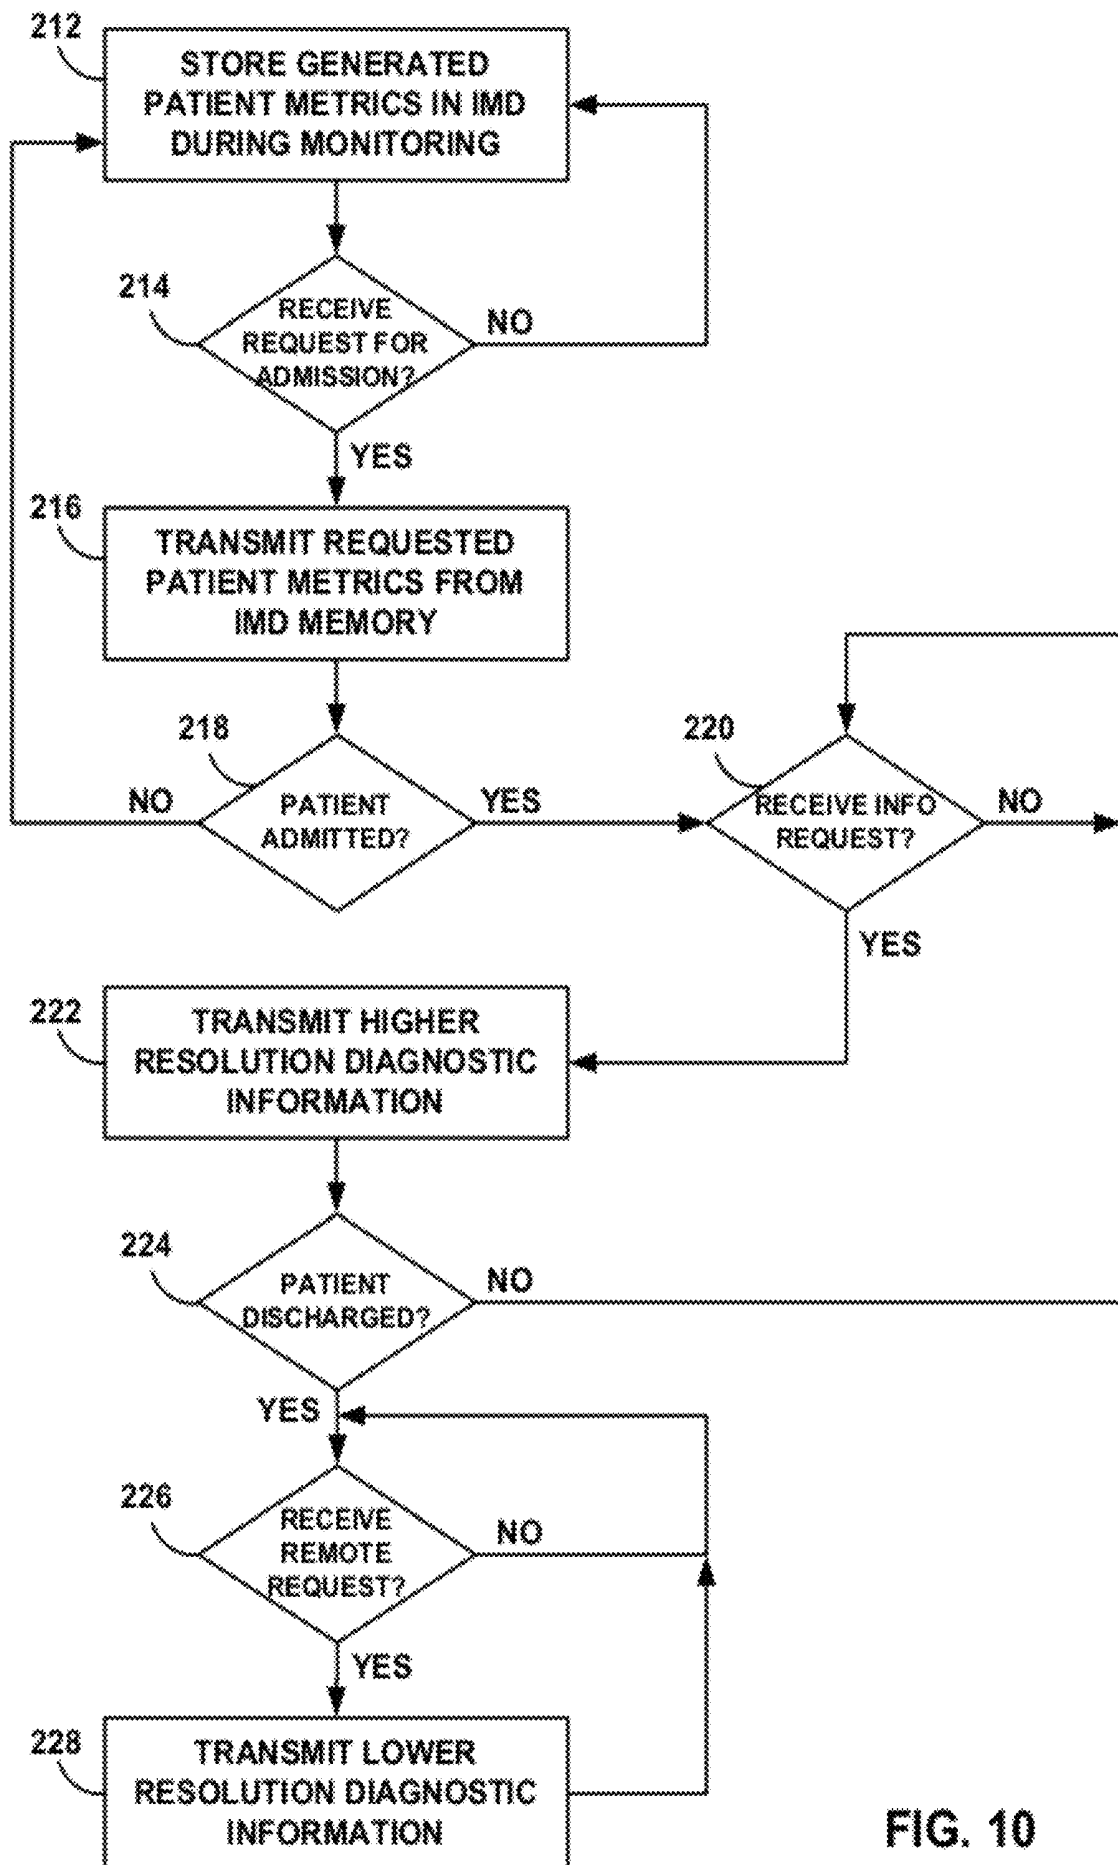 212
STORE GENERATED
PATIENT METRICS IN IMD
DURING MONITORING
214
RECEIVE
REQUEST FOR
ADMISSION?
NO
YES
216
TRANSMIT REQUESTED
PATIENT METRICS FROM
IMD MEMORY
218
PATIENT
ADMITTED?
NO
YES
220
RECEIVE INFO
REQUEST?
NO
YES
222
TRANSMIT HIGHER
RESOLUTION DIAGNOSTIC
INFORMATION
224
PATIENT
DISCHARGED?
NO
YES
226
RECEIVE
REMOTE
REQUEST?
NO
YES
228
TRANSMIT LOWER
RESOLUTION DIAGNOSTIC
INFORMATION
FIG. 10